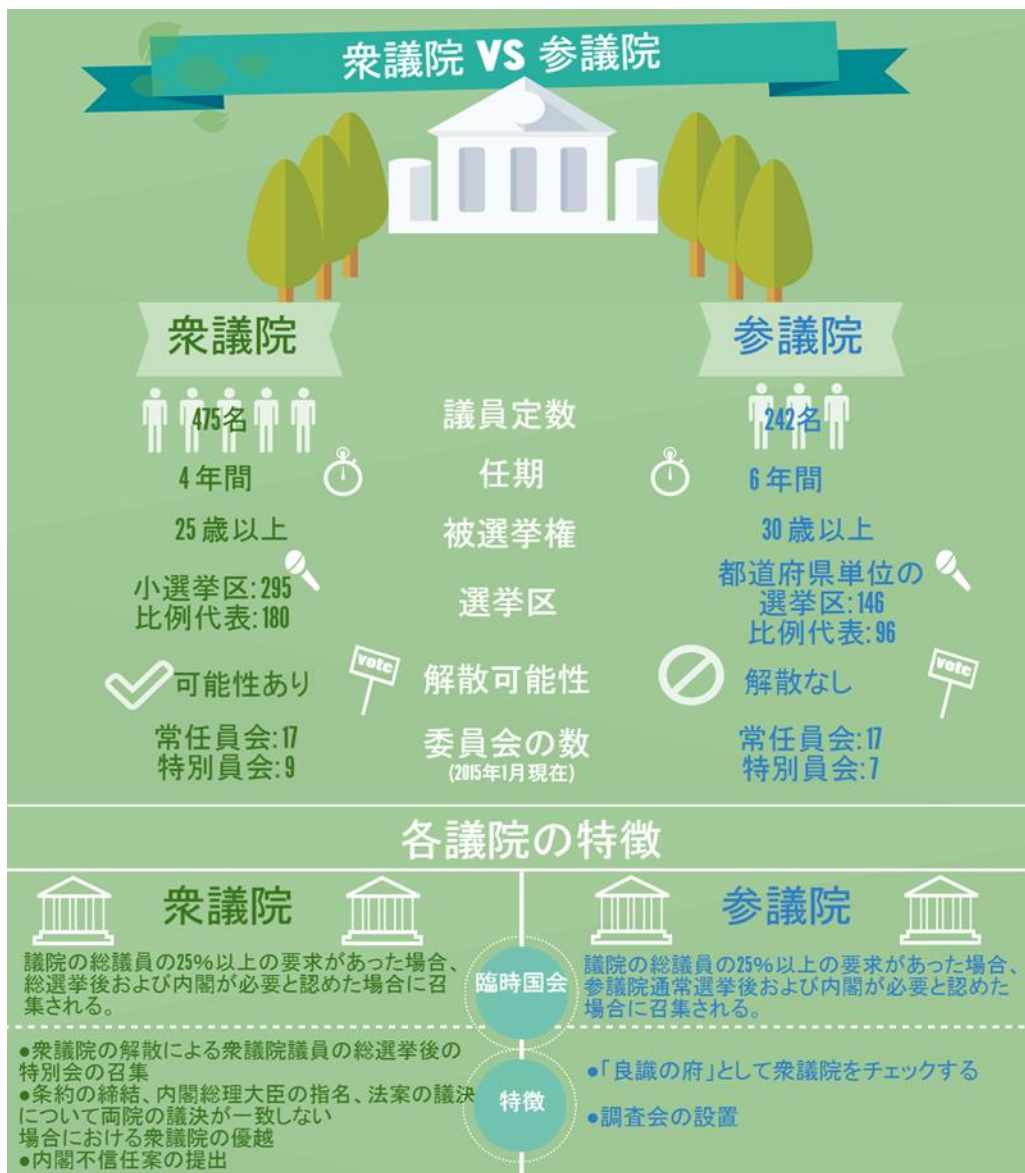 衆議院 VS 参議院
衆議院
参議院
475名
議員定数
242名
4年間
任期
6年間
25歳以上
被選挙権
30歳以上
小選挙区:295
比例代表:180
選挙区
都道府県単位の
選挙区:146
比例代表:96
可能性あり
vote
解散可能性
解散なし
vote
常任員会:17
特別員会:9
委員会の数
(2015年1月現在)
常任員会:17
特別員会:7
各議院の特徴
衆議院
参議院
議院の総議員の25%以上の要求があった場合、
総選挙後および内閣が必要と認めた場合に召
集される。
臨時国会
議院の総議員の25%以上の要求があった場合、
参議院通常選挙後および内閣が必要と認めた
場合に召集される。
●衆議院の解散による衆議院議員の総選挙後の
特別会の召集
●条約の締結、内閣総理大臣の指名、法案の議決
について両院の議決が一致しない
場合における衆議院の優越
●内閣不信任案の提出
特徴
●「良識の府」として衆議院をチェックする
●調査会の設置